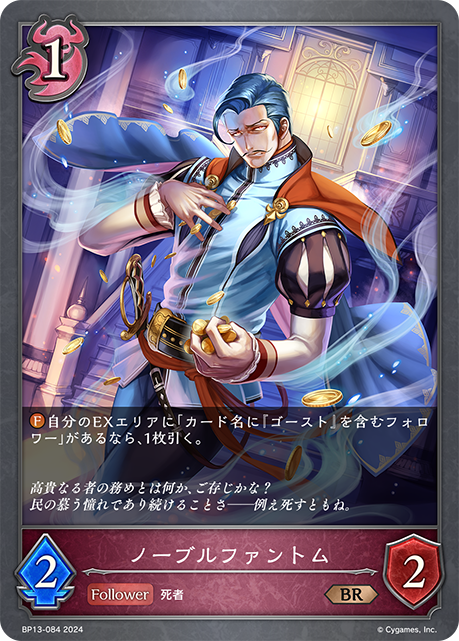 1
Ⓕ自分のEXエリアに「カード名に『ゴースト』を含むフォロ
ワー」があるなら、1枚引く。
高貴なる者の務めとは何か、ご存じかな？
民の慕う憧れであり続けることさ――例え死すともね。
ノーブルファントム
2
Follower 死者
BR
2
BP13-084 2024
© Cygames, Inc.